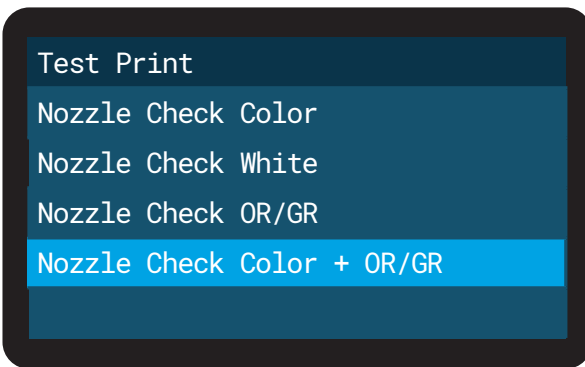 Test Print
Nozzle Check Color
Nozzle Check White
Nozzle Check OR/GR
Nozzle Check Color + OR/GR